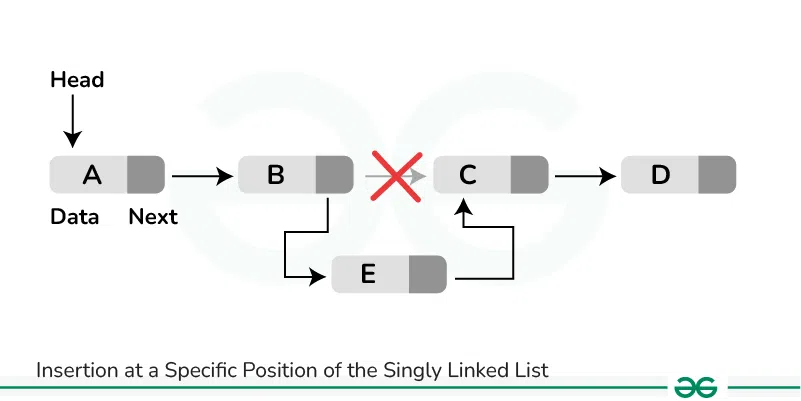 Head
A B C D
Data Next
E
Insertion at a Specific Position of the Singly Linked List